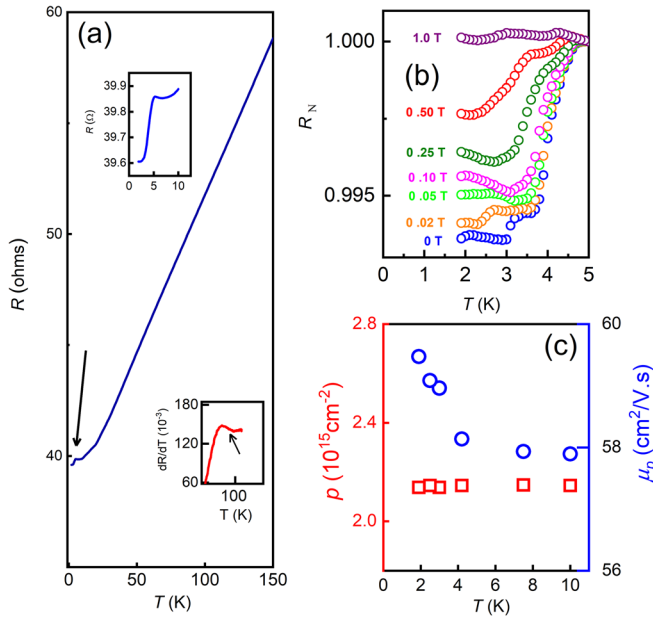 (a)
60
50
40
R (ohms)
0
50
100
150
T (K)
39.9
39.8
39.7
39.6
R (Ω)
0
5
10
180
140
100
60
dR/dT (10⁻³)
100
T (K)
(b)
1.000
0.995
R_N
1.0 T
0.50 T
0.25 T
0.10 T
0.05 T
0.02 T
0 T
0
1
2
3
4
5
T (K)
(c)
2.8
2.4
2.0
p (10¹⁵cm⁻²)
60
58
56
μₚ (cm²/V.s)
0
2
4
6
8
10
T (K)